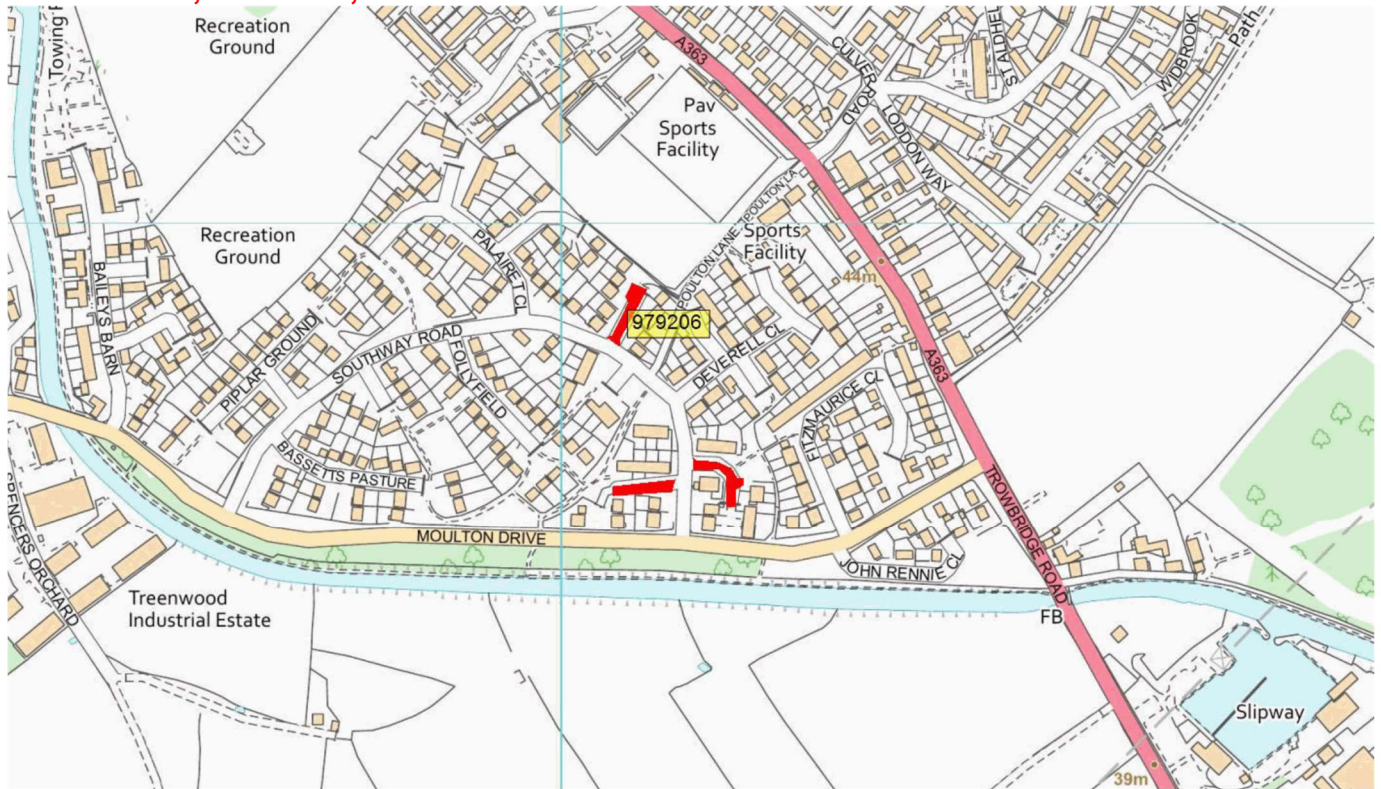 Recreation
Ground
Towing
A363
CULVER ROAD
ST ALDHEL
WIDBROOK
Path
Pav
Sports
Facility
LODDON WAY
Recreation
Ground
PALAIRET CL
POULTON LANE
POULTON LA
Sports
Facility
44m
BAILEYS BARN
979206
PIPLAR GROUND
SOUTHWAY ROAD
FOLLYFIELD
DEVERELL CL
A363
FITZMAURICE CL
BASSETTS PASTURE
TROWBRIDGE ROAD
SPENCERS ORCHARD
MOULTON DRIVE
JOHN RENNIE CL
Treenwood
Industrial Estate
FB
Slipway
39m